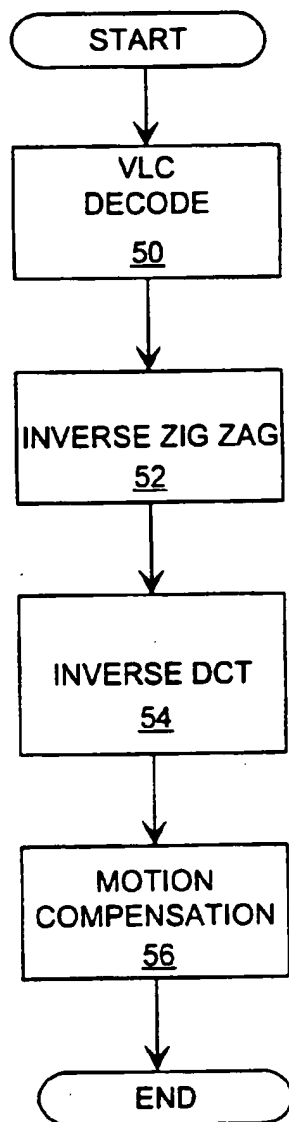 START
VLC
DECODE
50
INVERSE ZIG ZAG
52
INVERSE DCT
54
MOTION
COMPENSATION
56
END